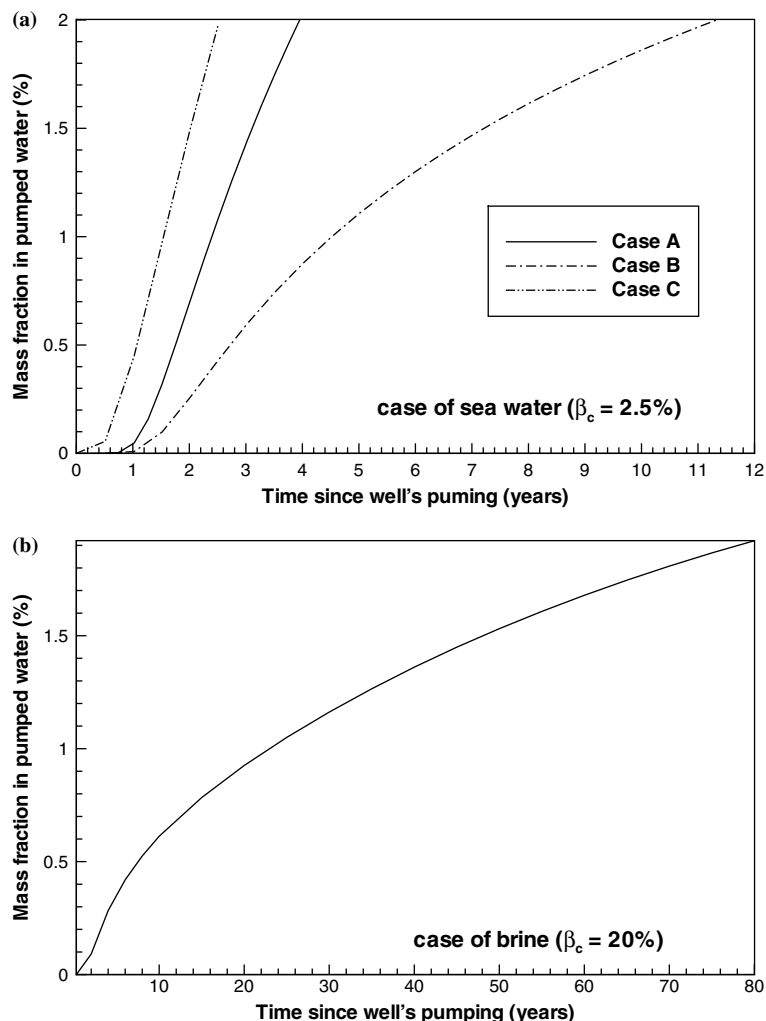 (a)
Mass fraction in pumped water (%)
2
1.5
1
0.5
0
Case A
Case B
Case C
case of sea water (βc = 2.5%)
0 1 2 3 4 5 6 7 8 9 10 11 12
Time since well's puming (years)
(b)
Mass fraction in pumped water (%)
1.5
1
0.5
0
case of brine (βc = 20%)
10 20 30 40 50 60 70 80
Time since well's pumping (years)